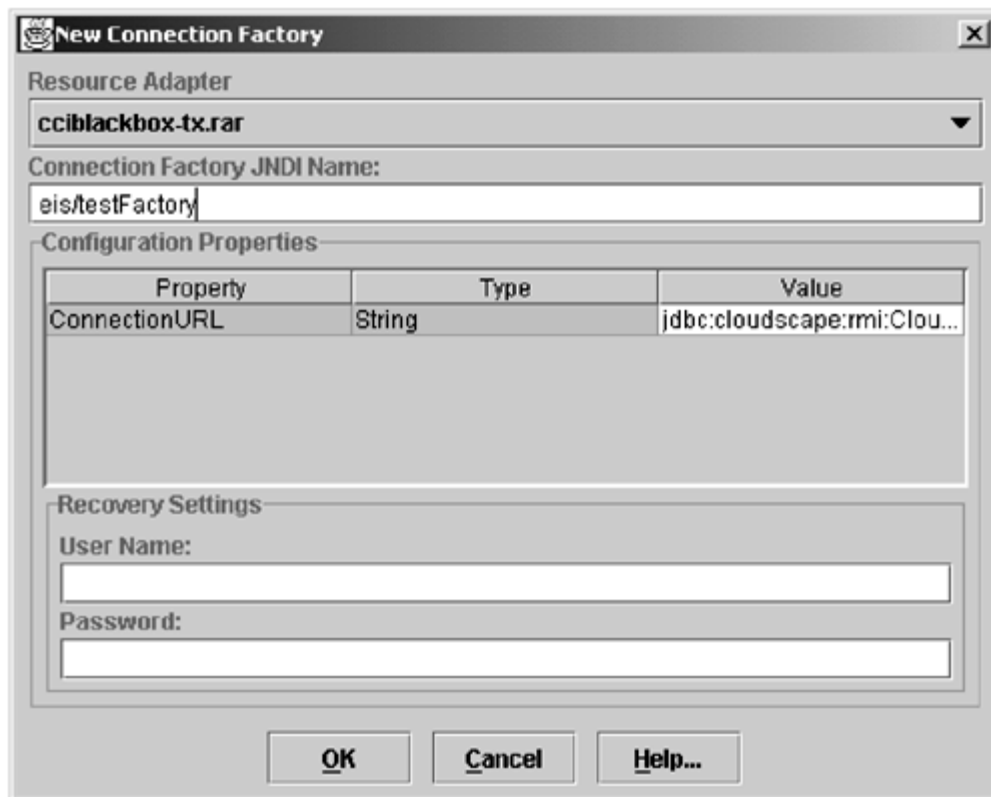 New Connection Factory
Resource Adapter
cciblackbox-tx.rar
Connection Factory JNDI Name:
eis/testFactory
Configuration Properties
Property Type Value
ConnectionURL String jdbc:cloudscape:rmi:Clou...
Recovery Settings
User Name:
Password:
OK Cancel Help...